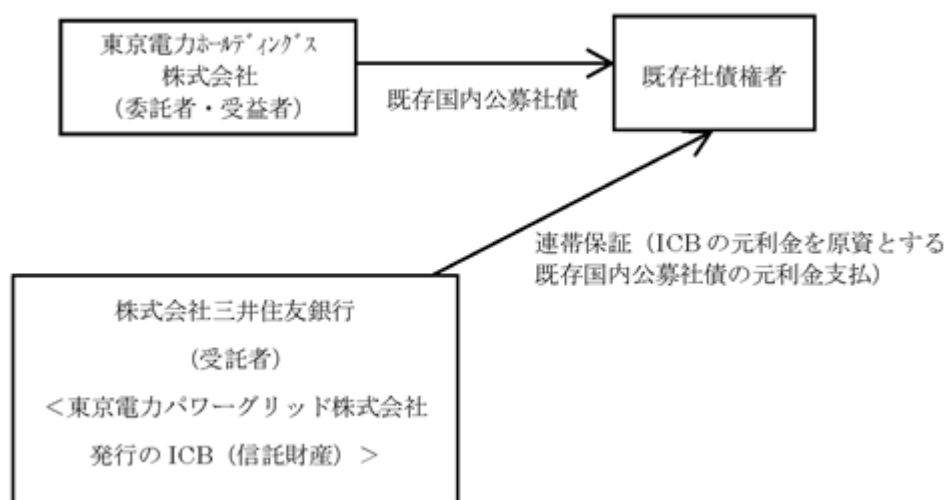 東京電力ﾎｰﾙﾃﾞｨﾝｸﾞｽ
株式会社
(委託者・受益者)
既存国内公募社債
既存社債権者
連帯保証(ICB の元利金を原資とする
既存国内公募社債の元利金支払)
株式会社三井住友銀行
(受託者)
<東京電力パワーグリッド株式会社
発行の ICB(信託財産)>